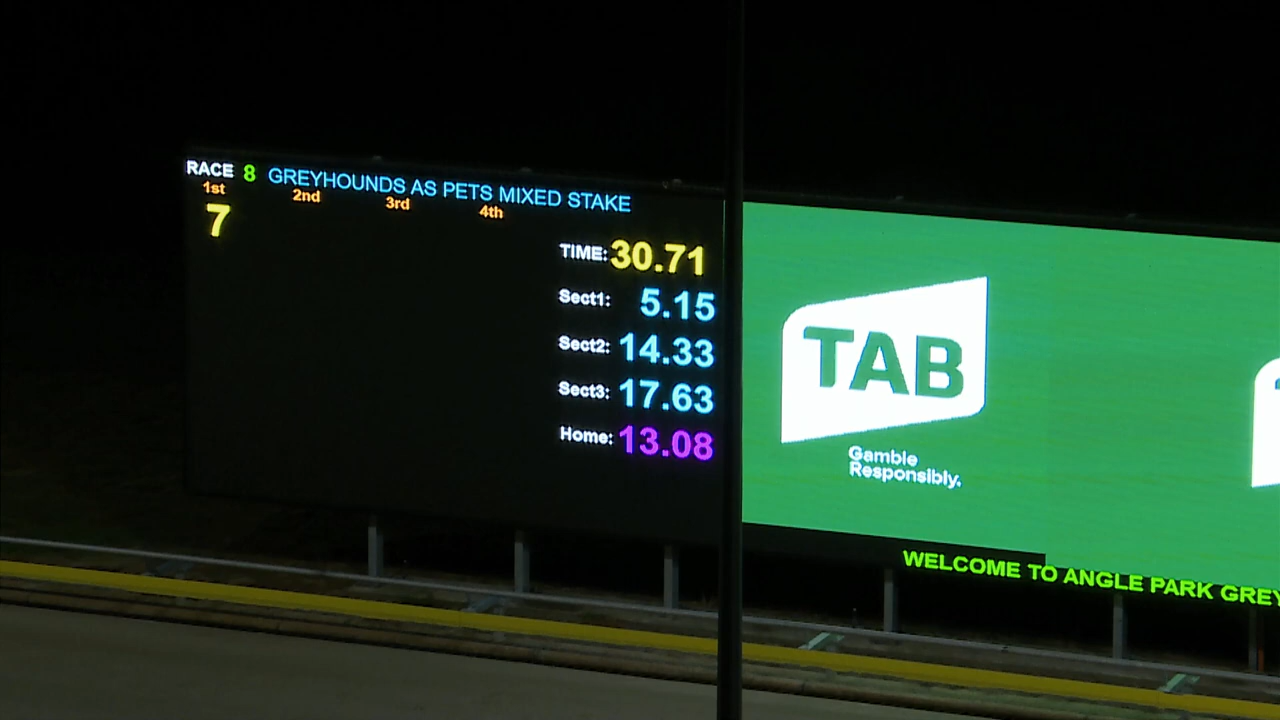 RACE 8 GREYHOUNDS AS PETS MIXED STAKE
1st 2nd 3rd 4th
7
TIME: 30.71
Sect1: 5.15
Sect2: 14.33
Sect3: 17.63
Home: 13.08
TAB
Gamble
Responsibly.
WELCOME TO ANGLE PARK GREY